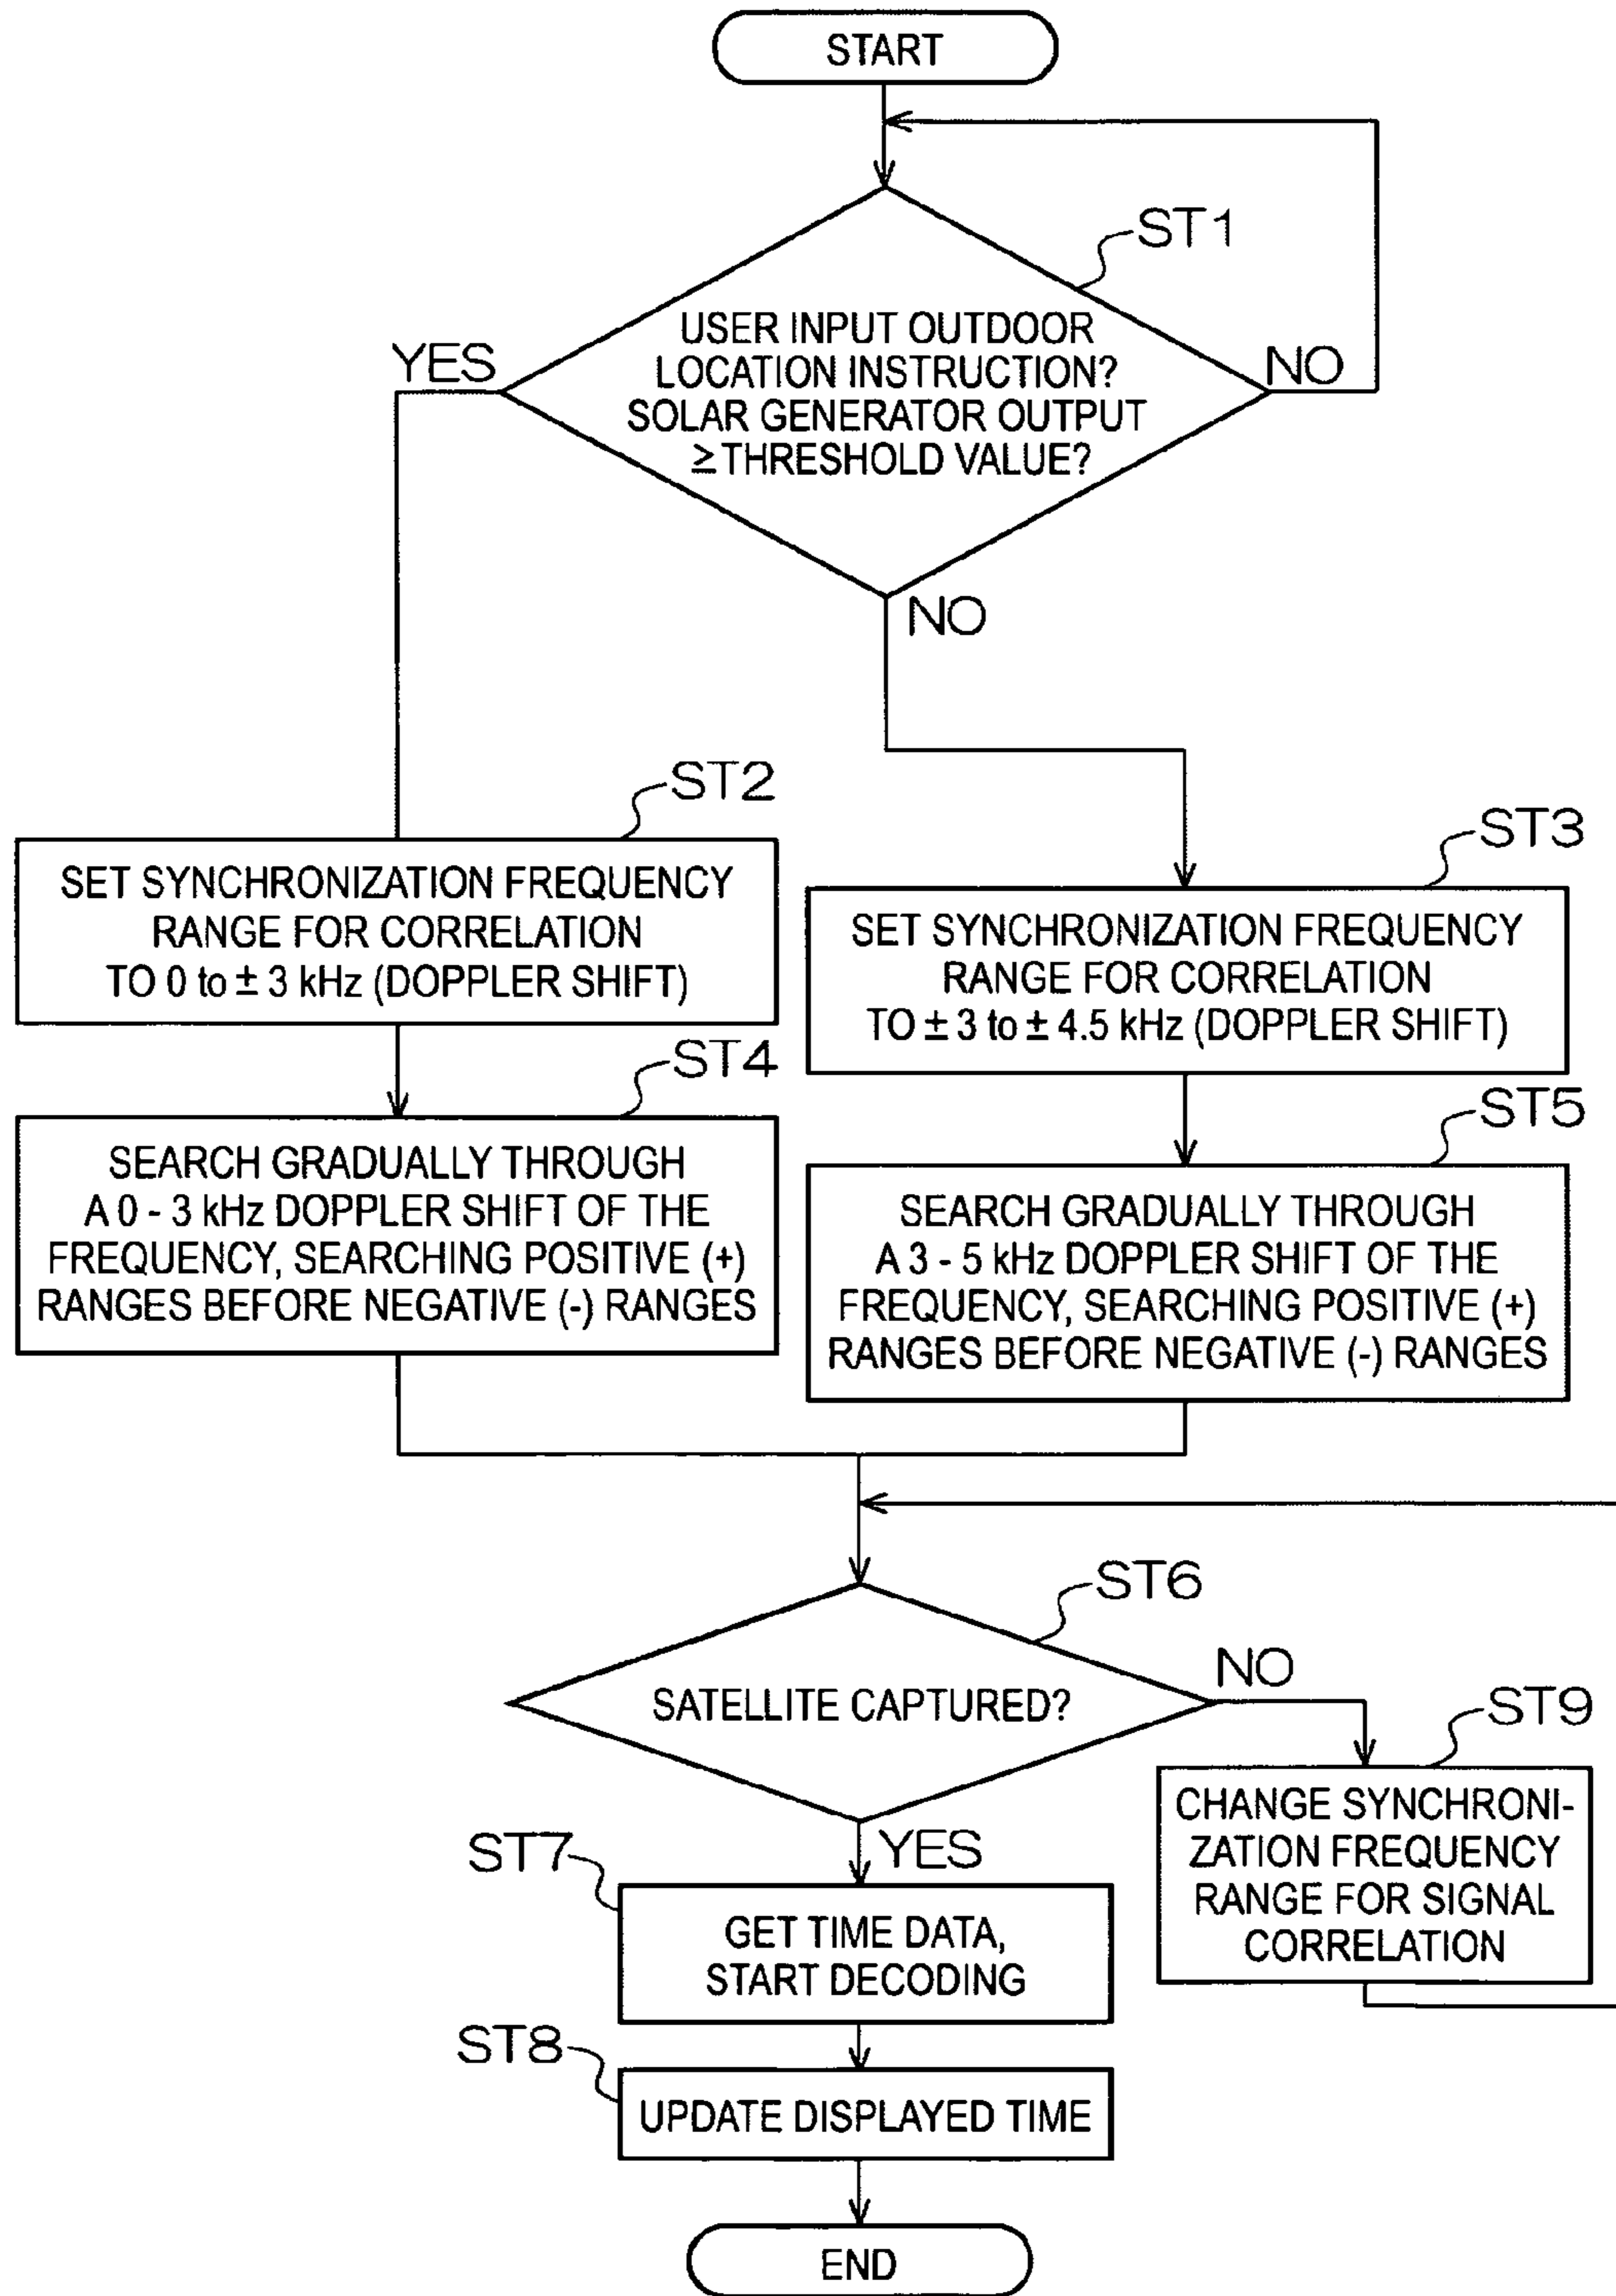 START
ST1
USER INPUT OUTDOOR
LOCATION INSTRUCTION?
SOLAR GENERATOR OUTPUT
≥THRESHOLD VALUE?
YES
NO
NO
ST2
SET SYNCHRONIZATION FREQUENCY
RANGE FOR CORRELATION
TO 0 to ± 3 kHz (DOPPLER SHIFT)
ST3
SET SYNCHRONIZATION FREQUENCY
RANGE FOR CORRELATION
TO ± 3 to ± 4.5 kHz (DOPPLER SHIFT)
ST4
SEARCH GRADUALLY THROUGH
A 0 - 3 kHz DOPPLER SHIFT OF THE
FREQUENCY, SEARCHING POSITIVE (+)
RANGES BEFORE NEGATIVE (-) RANGES
ST5
SEARCH GRADUALLY THROUGH
A 3 - 5 kHz DOPPLER SHIFT OF THE
FREQUENCY, SEARCHING POSITIVE (+)
RANGES BEFORE NEGATIVE (-) RANGES
ST6
SATELLITE CAPTURED?
NO
ST9
CHANGE SYNCHRONI-
ZATION FREQUENCY
RANGE FOR SIGNAL
CORRELATION
YES
ST7
GET TIME DATA,
START DECODING
ST8
UPDATE DISPLAYED TIME
END